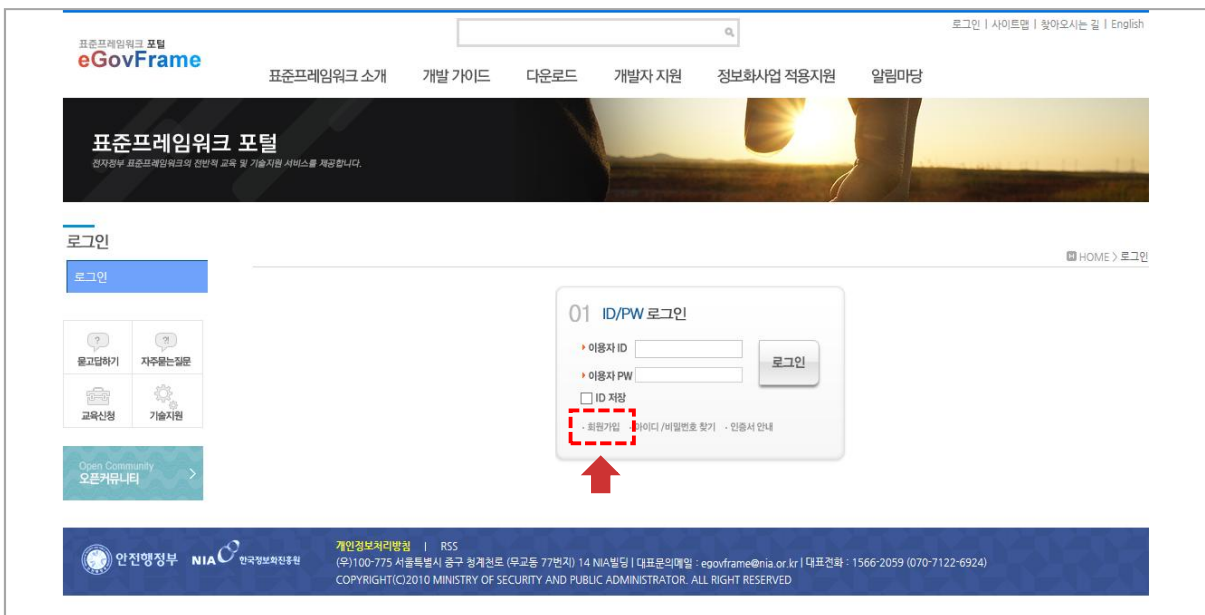 로그인 | 사이트맵 | 찾아오시는 길 | English
표준프레임워크 포털
eGovFrame
표준프레임워크 소개 개발 가이드 다운로드 개발자 지원 정보화사업 적용지원 알림마당
표준프레임워크 포털
전자정부 표준프레임워크의 전반적 교육 및 기술지원 서비스를 제공합니다.
로그인
HOME > 로그인
로그인
01 ID/PW 로그인
이용자 ID
이용자 PW
로그인
ID 저장
· 회원가입 · 아이디 /비밀번호 찾기 · 인증서 안내
? ?!
묻고답하기 자주묻는질문
교육신청 기술지원
Open Community
오픈커뮤니티 >
안전행정부 NIA 한국정보화진흥원
개인정보처리방침 | RSS
(우)100-775 서울특별시 중구 청계천로 (무교동 77번지) 14 NIA빌딩 | 대표문의메일 : egovframe@nia.or.kr | 대표전화 : 1566-2059 (070-7122-6924)
COPYRIGHT(C)2010 MINISTRY OF SECURITY AND PUBLIC ADMINISTRATOR. ALL RIGHT RESERVED